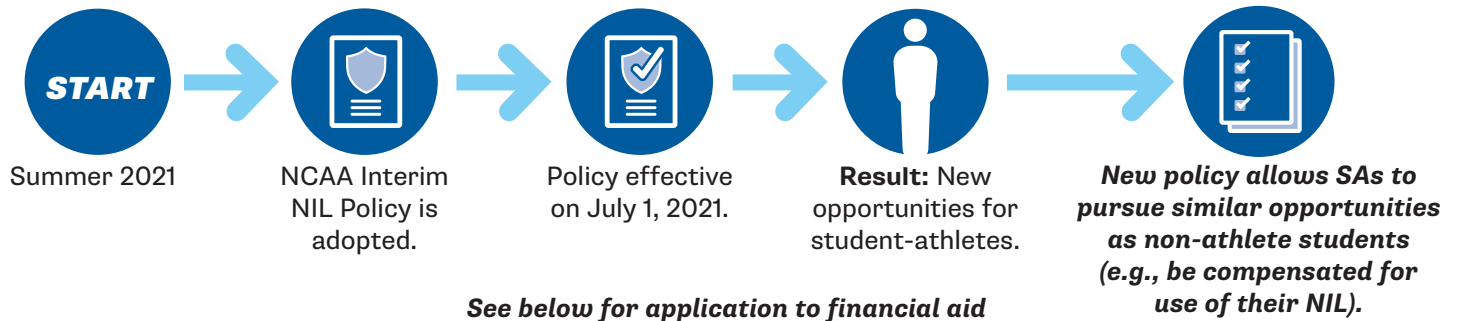 START
Summer 2021
NCAA Interim
NIL Policy is
adopted.
Policy effective
on July 1, 2021.
Result: New
opportunities for
student-athletes.
New policy allows SAs to
pursue similar opportunities
as non-athlete students
(e.g., be compensated for
use of their NIL).
See below for application to financial aid